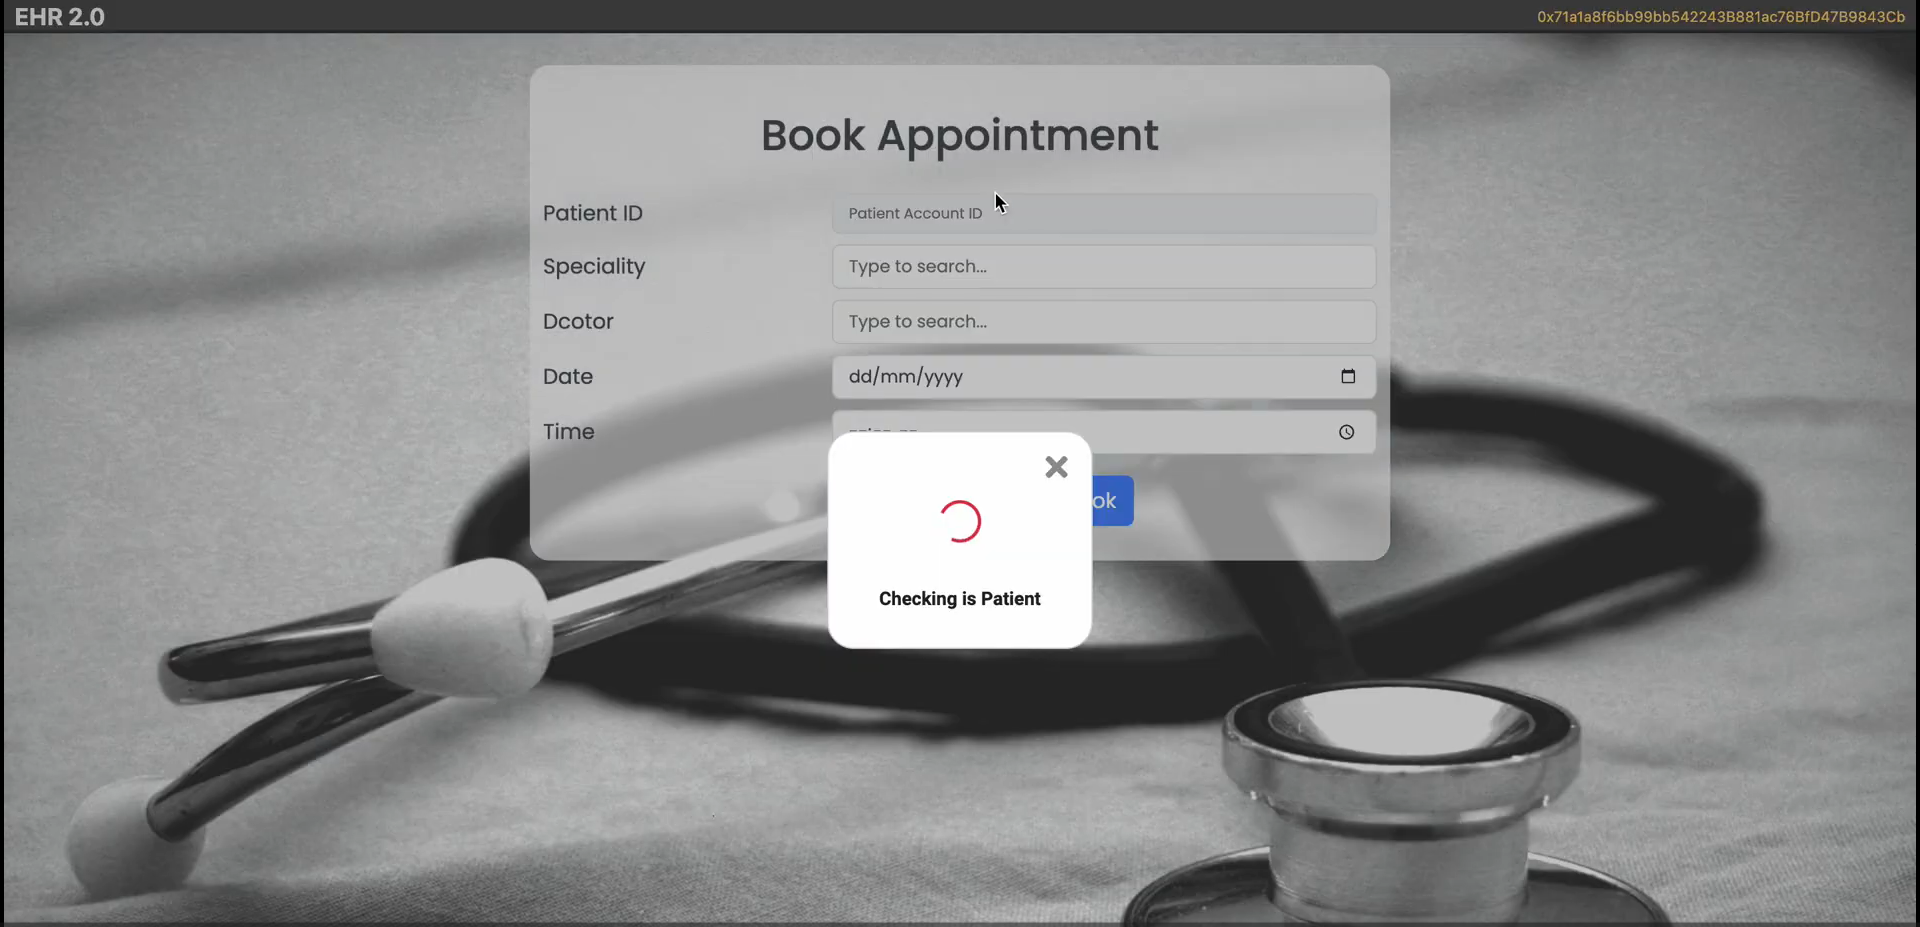 EHR 2.0
0x71a1a8f6bb99bb542243B881ac76BfD47B9843Cb
Book Appointment
Patient ID
Patient Account ID
Speciality
Type to search...
Dcotor
Type to search...
Date
dd/mm/yyyy
Time
ok
Checking is Patient